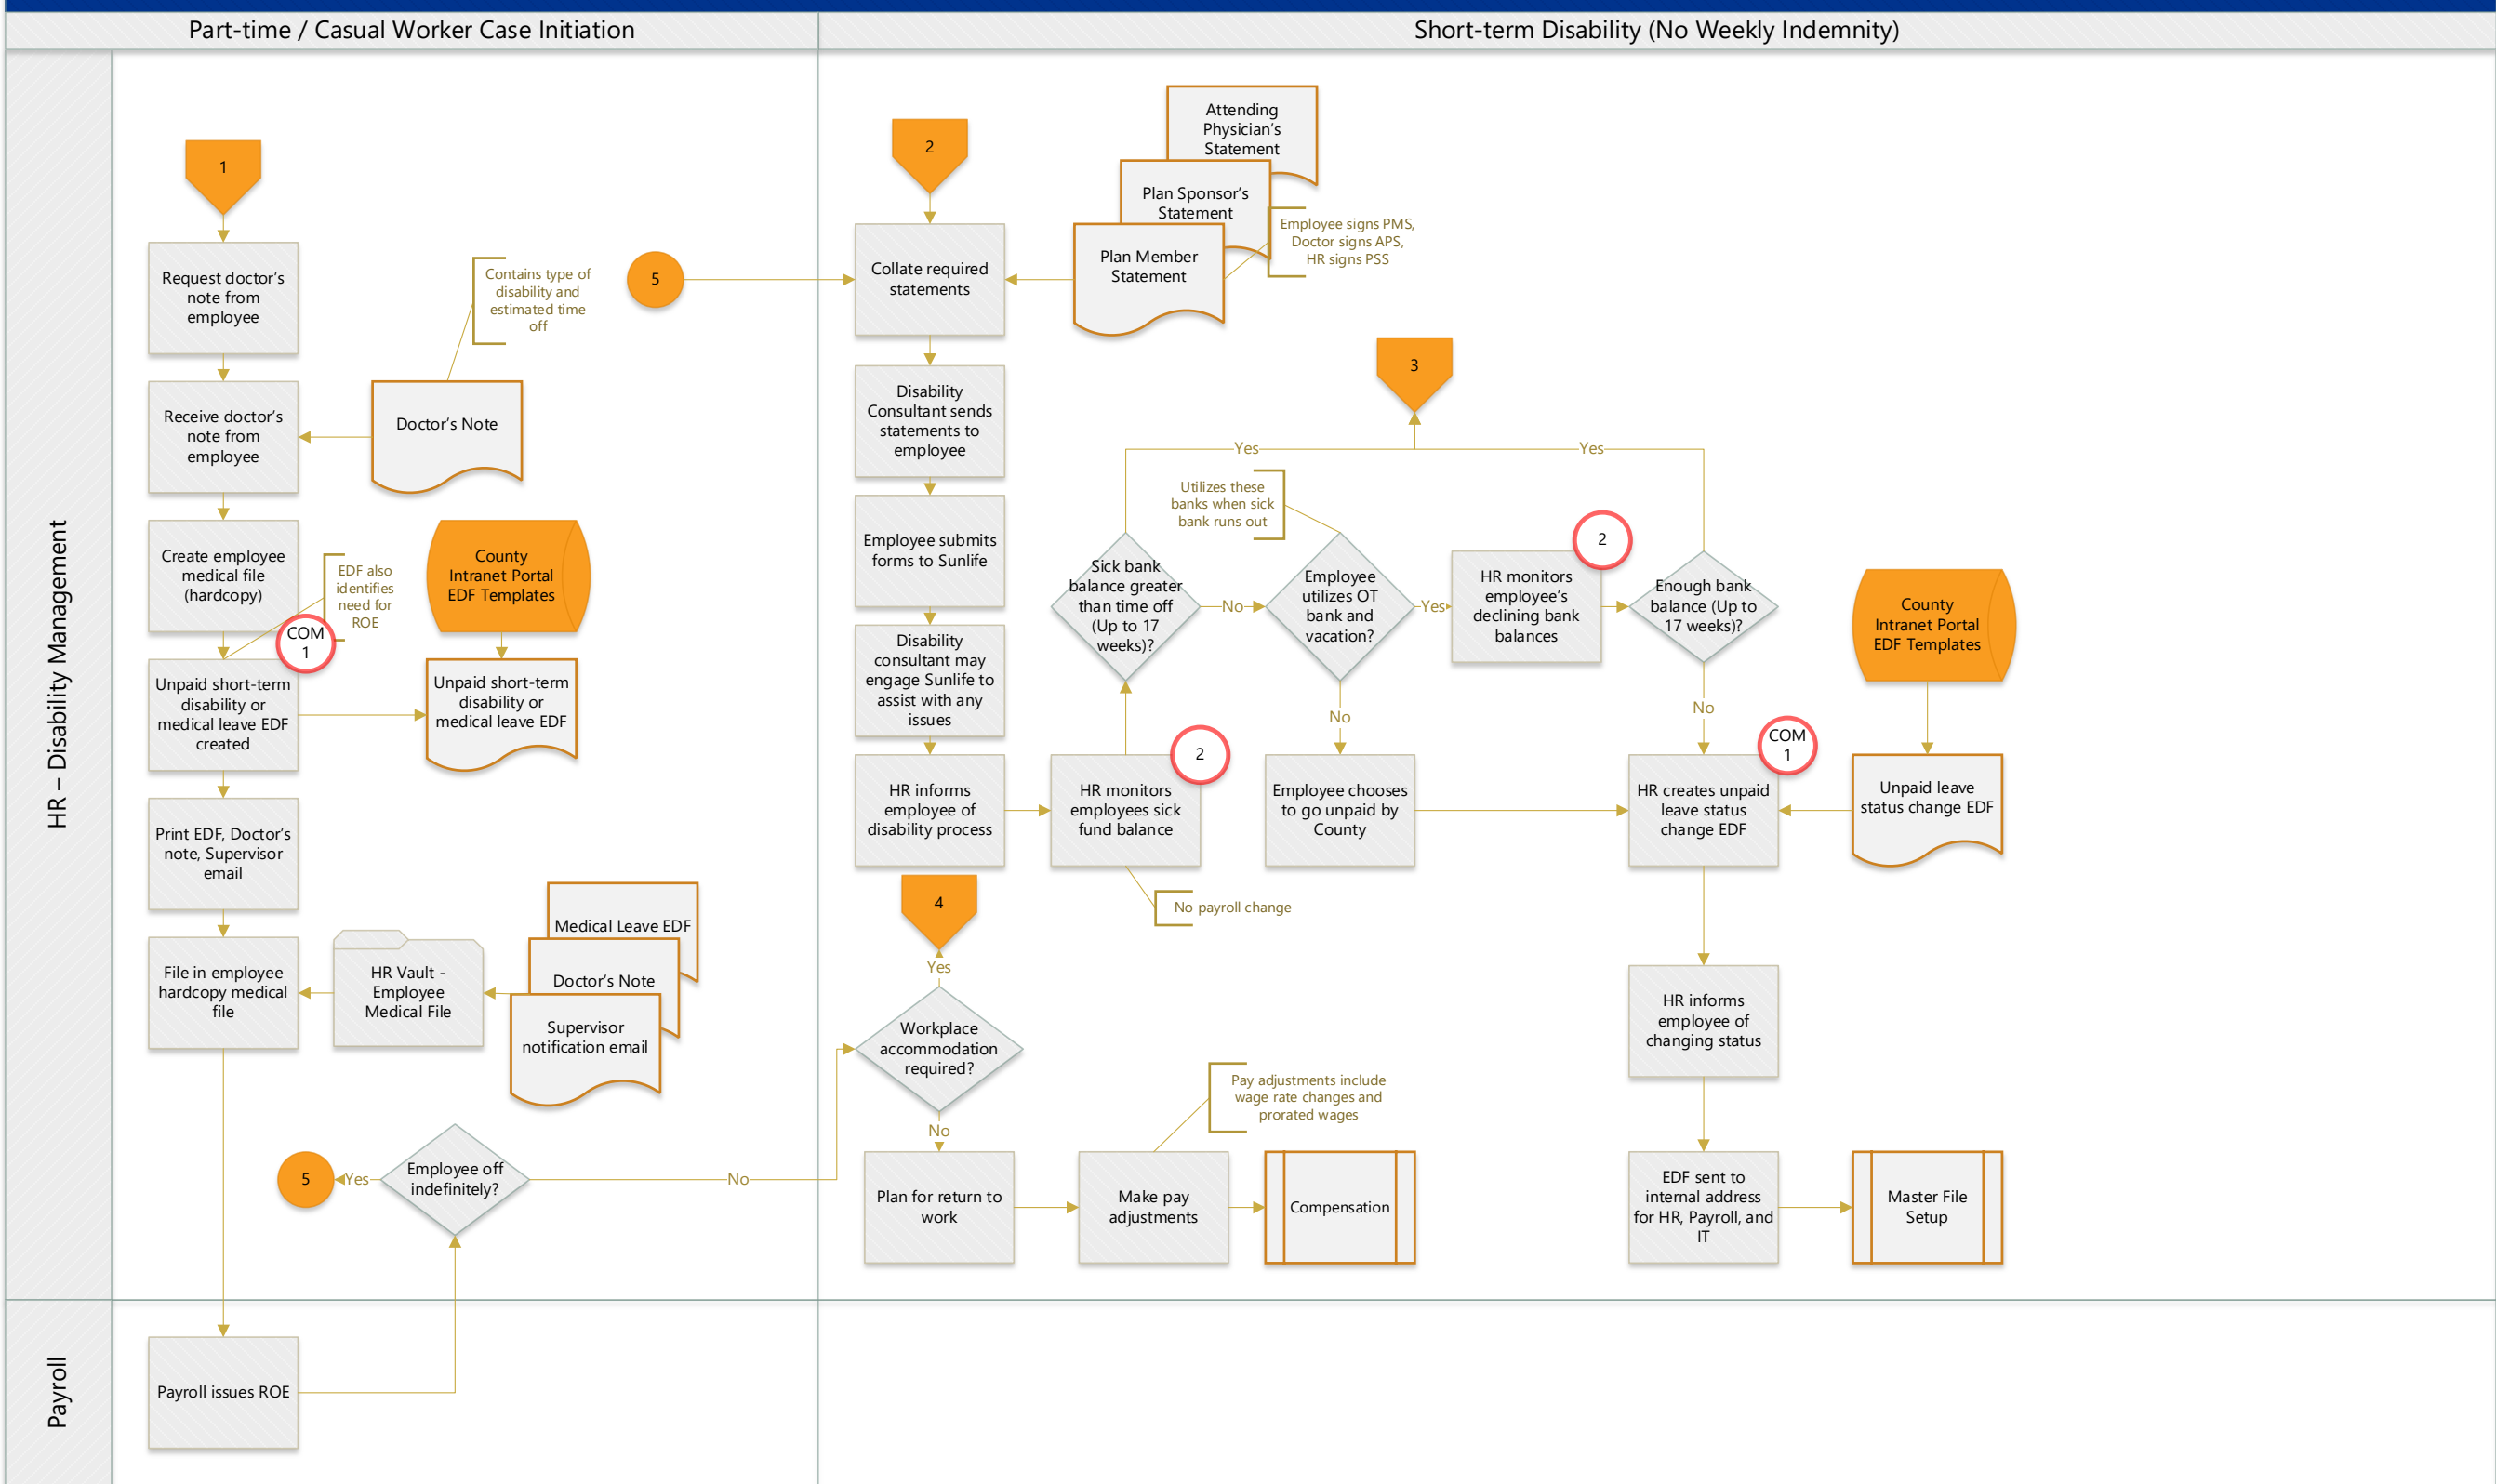 Part-time / Casual Worker Case Initiation
Short-term Disability (No Weekly Indemnity)
HR – Disability Management
1
Request doctor's
note from
employee
Contains type of
disability and
estimated time
off
Receive doctor's
note from
employee
Doctor's Note
Create employee
medical file
(hardcopy)
EDF also
identifies
need for
ROE
County
Intranet Portal
EDF Templates
COM
1
Unpaid short-term
disability or
medical leave EDF
created
Unpaid short-term
disability or
medical leave EDF
Print EDF, Doctor's
note, Supervisor
email
File in employee
hardcopy medical
file
HR Vault -
Employee
Medical File
Medical Leave EDF
Doctor's Note
Supervisor
notification email
5
Yes
Employee off
indefinitely?
No
5
2
Collate required
statements
Attending
Physician's
Statement
Plan Sponsor's
Statement
Plan Member
Statement
Employee signs PMS,
Doctor signs APS,
HR signs PSS
Disability
Consultant sends
statements to
employee
Employee submits
forms to Sunlife
Disability
consultant may
engage Sunlife to
assist with any
issues
HR informs
employee of
disability process
HR monitors
employees sick
fund balance
2
No payroll change
3
Yes
Yes
Sick bank
balance greater
than time off
(Up to 17
weeks)?
No
Utilizes these
banks when sick
bank runs out
Employee
utilizes OT
bank and
vacation?
Yes
No
HR monitors
employee's
declining bank
balances
2
Enough bank
balance (Up to
17 weeks)?
No
County
Intranet Portal
EDF Templates
Employee chooses
to go unpaid by
County
HR creates unpaid
leave status
change EDF
COM
1
Unpaid leave
status change EDF
4
Yes
Workplace
accommodation
required?
No
Plan for return to
work
Make pay
adjustments
Pay adjustments include
wage rate changes and
prorated wages
Compensation
HR informs
employee of
changing status
EDF sent to
internal address
for HR, Payroll, and
IT
Master File
Setup
Payroll
Payroll issues ROE